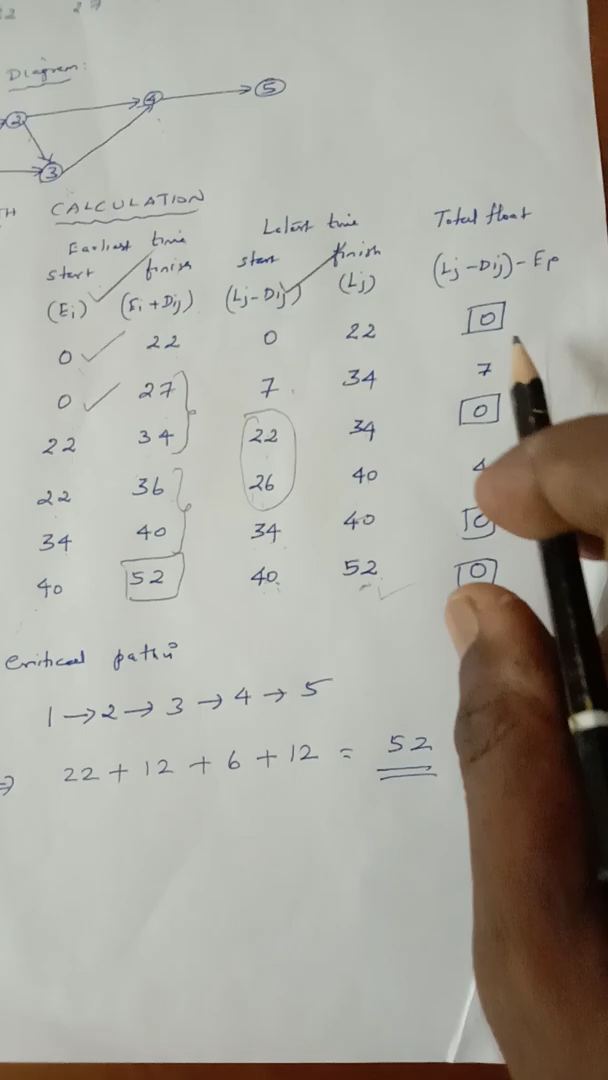 27
Diagram:
2 4 5
3
TH CALCULATION
Earliest time Latest time Total float
start finish start finish
(Ei) (Ei + Dij) (Lj - Dij) (Lj) (Lj - Dij) -
0 22 0 22 0
0 27 7 34 7
22 34 22 34 0
22 36 26 40 4
34 40 34 40 0
40 52 40 52 0
Critical path:
1 → 2 → 3 → 4 → 5
⇒ 22 + 12 + 6 + 12 = 52